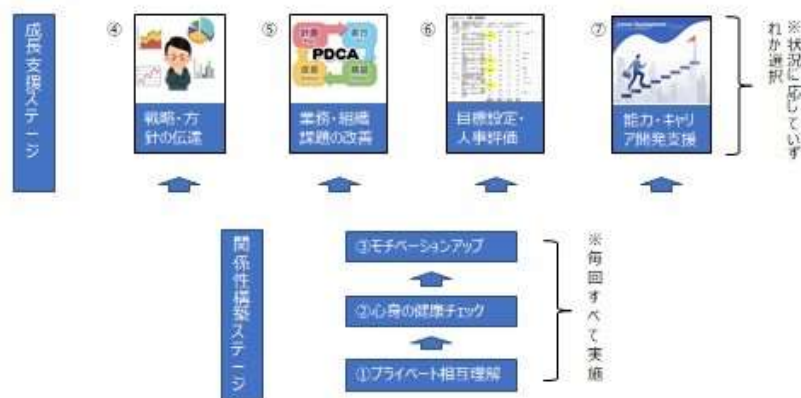 成長支援ステージ
④
戦略・方
針の伝達
⑤
計画
実行
PDCA
改善
業務・組織
課題の改善
⑥
目標設定・
人事評価
⑦
能力・キャリ
ア開発支援
※状況に応じていず
れか選択
関係性構築ステージ
③モチベーションアップ
②心身の健康チェック
①プライベート相互理解
※毎回すべて実施